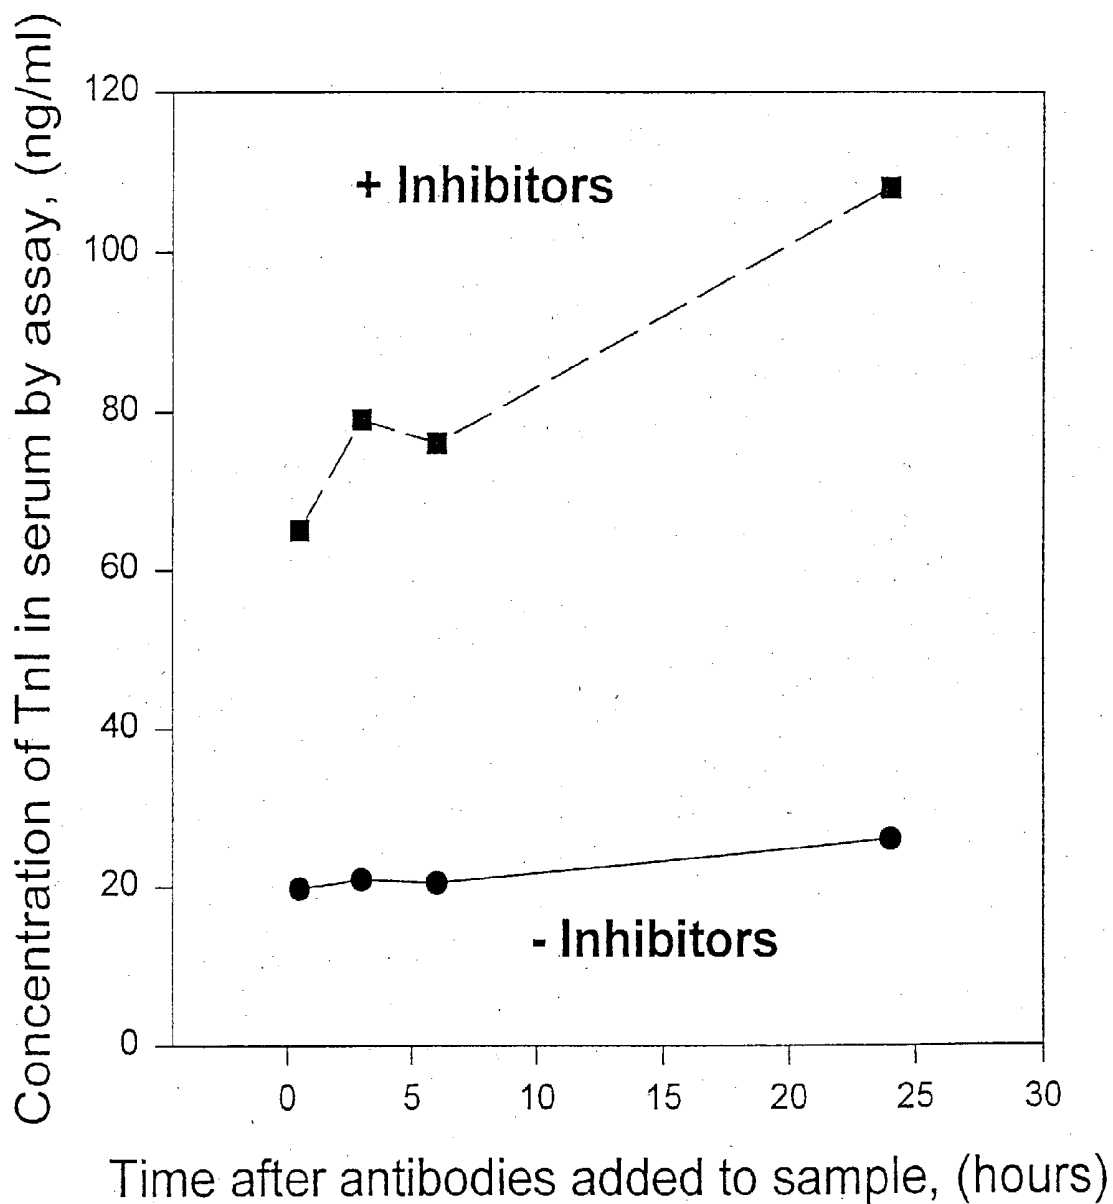 Concentration of TnI in serum by assay, (ng/ml)
120
100
80
60
40
20
0
+ Inhibitors
- Inhibitors
0 5 10 15 20 25 30
Time after antibodies added to sample, (hours)